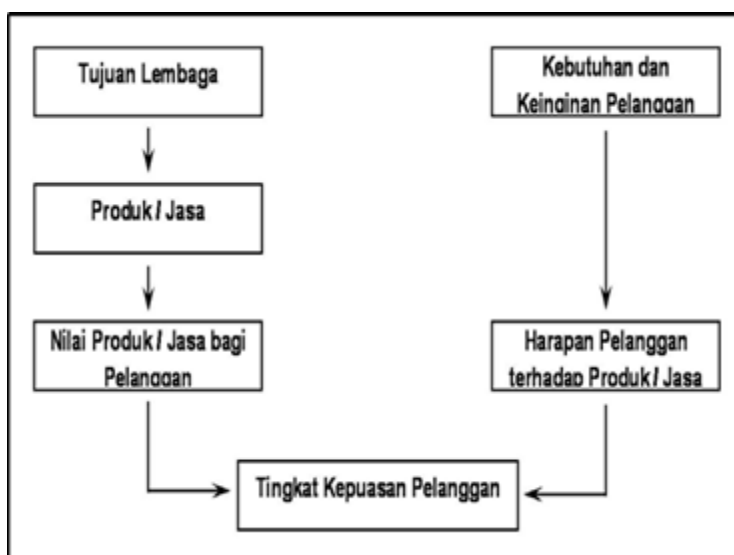 Tujuan Lembaga
Kebutuhan dan
Keinginan Pelanggan
Produk / Jasa
Nilai Produk / Jasa bagi
Pelanggan
Harapan Pelanggan
terhadap Produk / Jasa
Tingkat Kepuasan Pelanggan